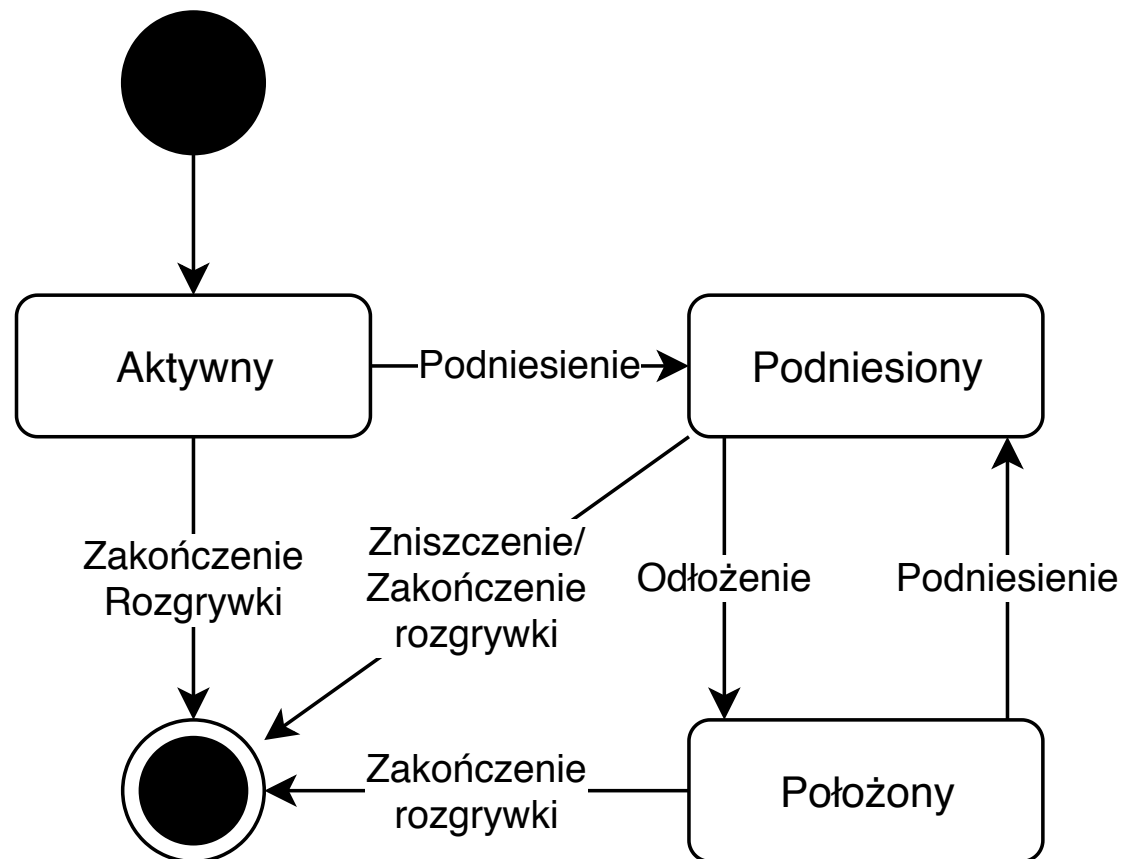 Aktywny
Podniesienie
Podniesiony
Zakończenie
Rozgrywki
Zniszczenie/
Zakończenie
rozgrywki
Odłożenie
Podniesienie
Zakończenie
rozgrywki
Położony